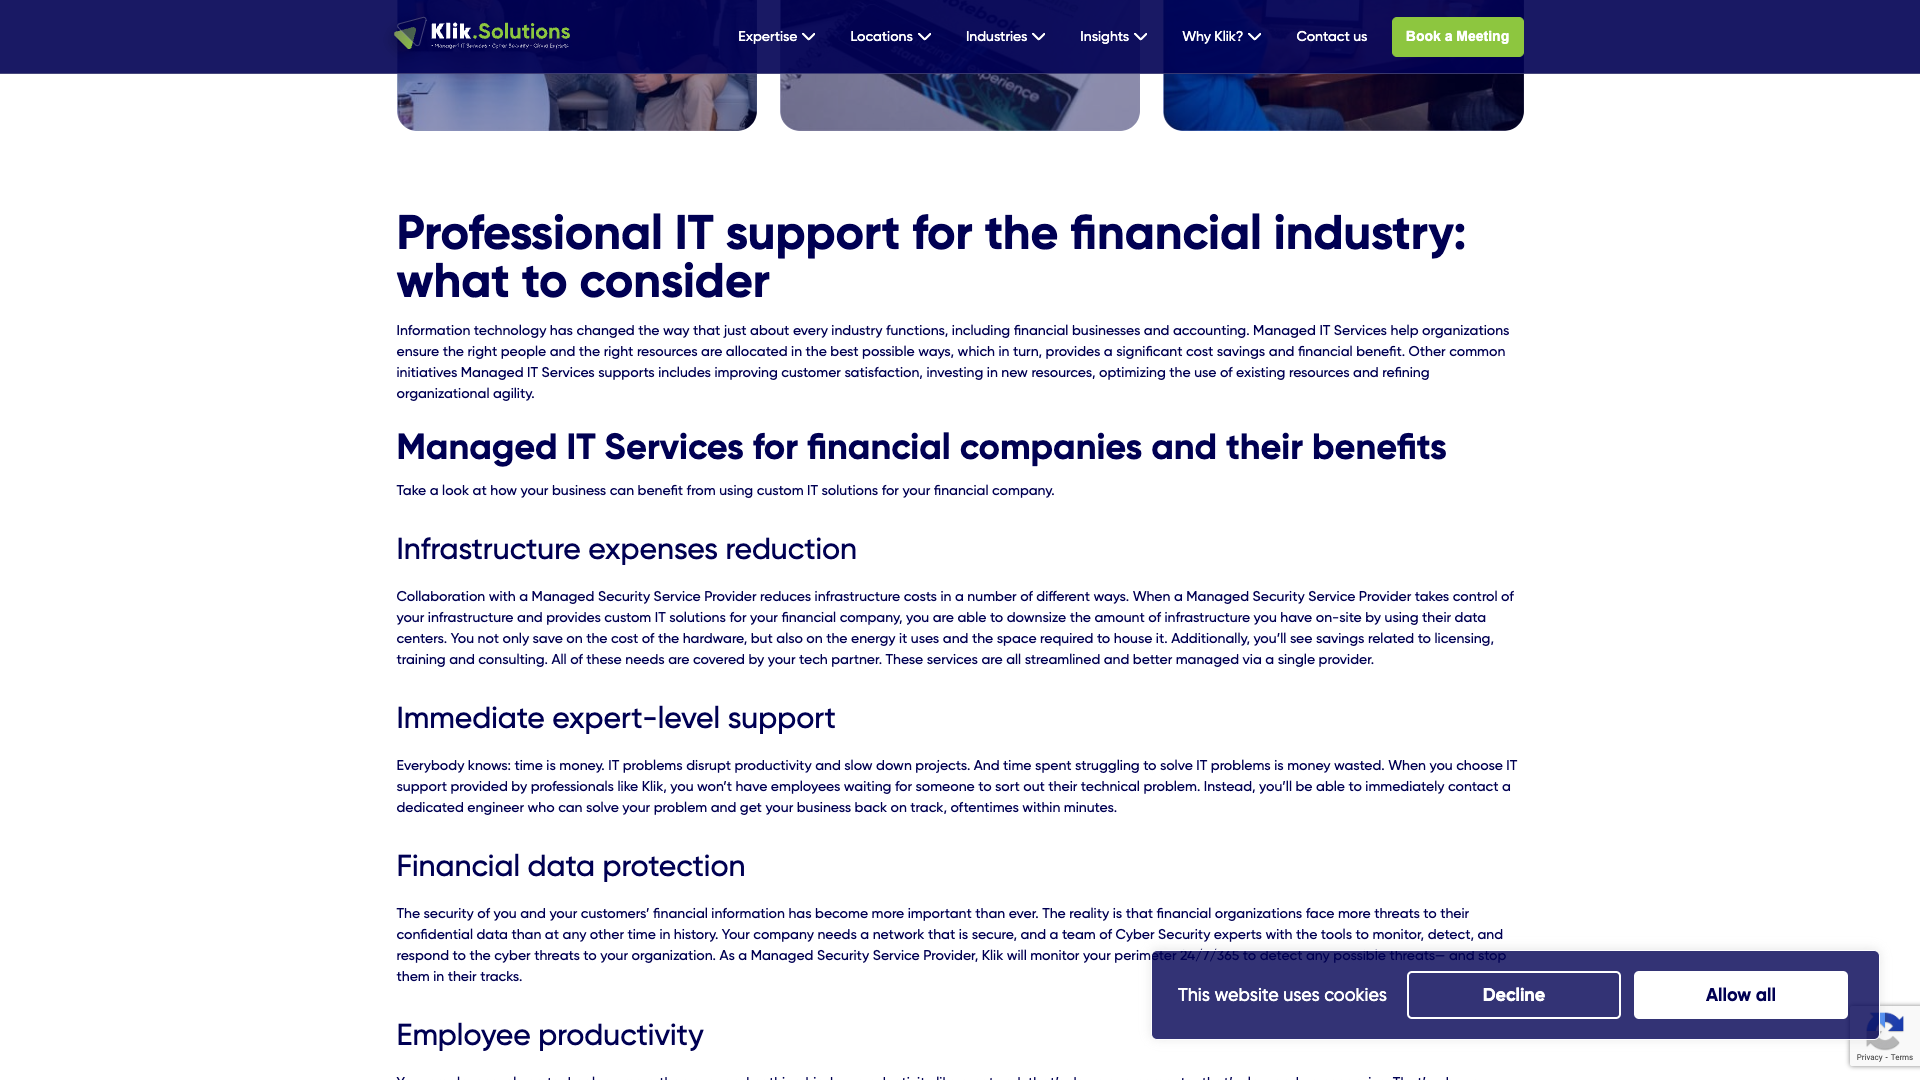 Klik.Solutions
• Managed IT Services • Cyber Security • Cloud Experts
Expertise
Locations
Industries
Insights
Why Klik?
Contact us
Book a Meeting
notebook
experience
Professional IT support for the financial industry:
what to consider
Information technology has changed the way that just about every industry functions, including financial businesses and accounting. Managed IT Services help organizations
ensure the right people and the right resources are allocated in the best possible ways, which in turn, provides a significant cost savings and financial benefit. Other common
initiatives Managed IT Services supports includes improving customer satisfaction, investing in new resources, optimizing the use of existing resources and refining
organizational agility.
Managed IT Services for financial companies and their benefits
Take a look at how your business can benefit from using custom IT solutions for your financial company.
Infrastructure expenses reduction
Collaboration with a Managed Security Service Provider reduces infrastructure costs in a number of different ways. When a Managed Security Service Provider takes control of
your infrastructure and provides custom IT solutions for your financial company, you are able to downsize the amount of infrastructure you have on-site by using their data
centers. You not only save on the cost of the hardware, but also on the energy it uses and the space required to house it. Additionally, you’ll see savings related to licensing,
training and consulting. All of these needs are covered by your tech partner. These services are all streamlined and better managed via a single provider.
Immediate expert-level support
Everybody knows: time is money. IT problems disrupt productivity and slow down projects. And time spent struggling to solve IT problems is money wasted. When you choose IT
support provided by professionals like Klik, you won’t have employees waiting for someone to sort out their technical problem. Instead, you’ll be able to immediately contact a
dedicated engineer who can solve your problem and get your business back on track, oftentimes within minutes.
Financial data protection
The security of you and your customers’ financial information has become more important than ever. The reality is that financial organizations face more threats to their
confidential data than at any other time in history. Your company needs a network that is secure, and a team of Cyber Security experts with the tools to monitor, detect, and
respond to the cyber threats to your organization. As a Managed Security Service Provider, Klik will monitor your perimeter 24/7/365 to detect any possible threats— and stop
them in their tracks.
This website uses cookies
Decline
Allow all
Privacy - Terms
Employee productivity